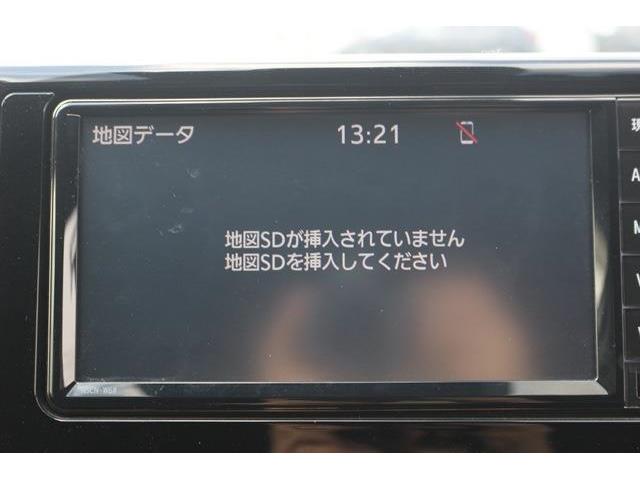 地図データ 13:21
現
地図SDが挿入されていません
地図SDを挿入してください